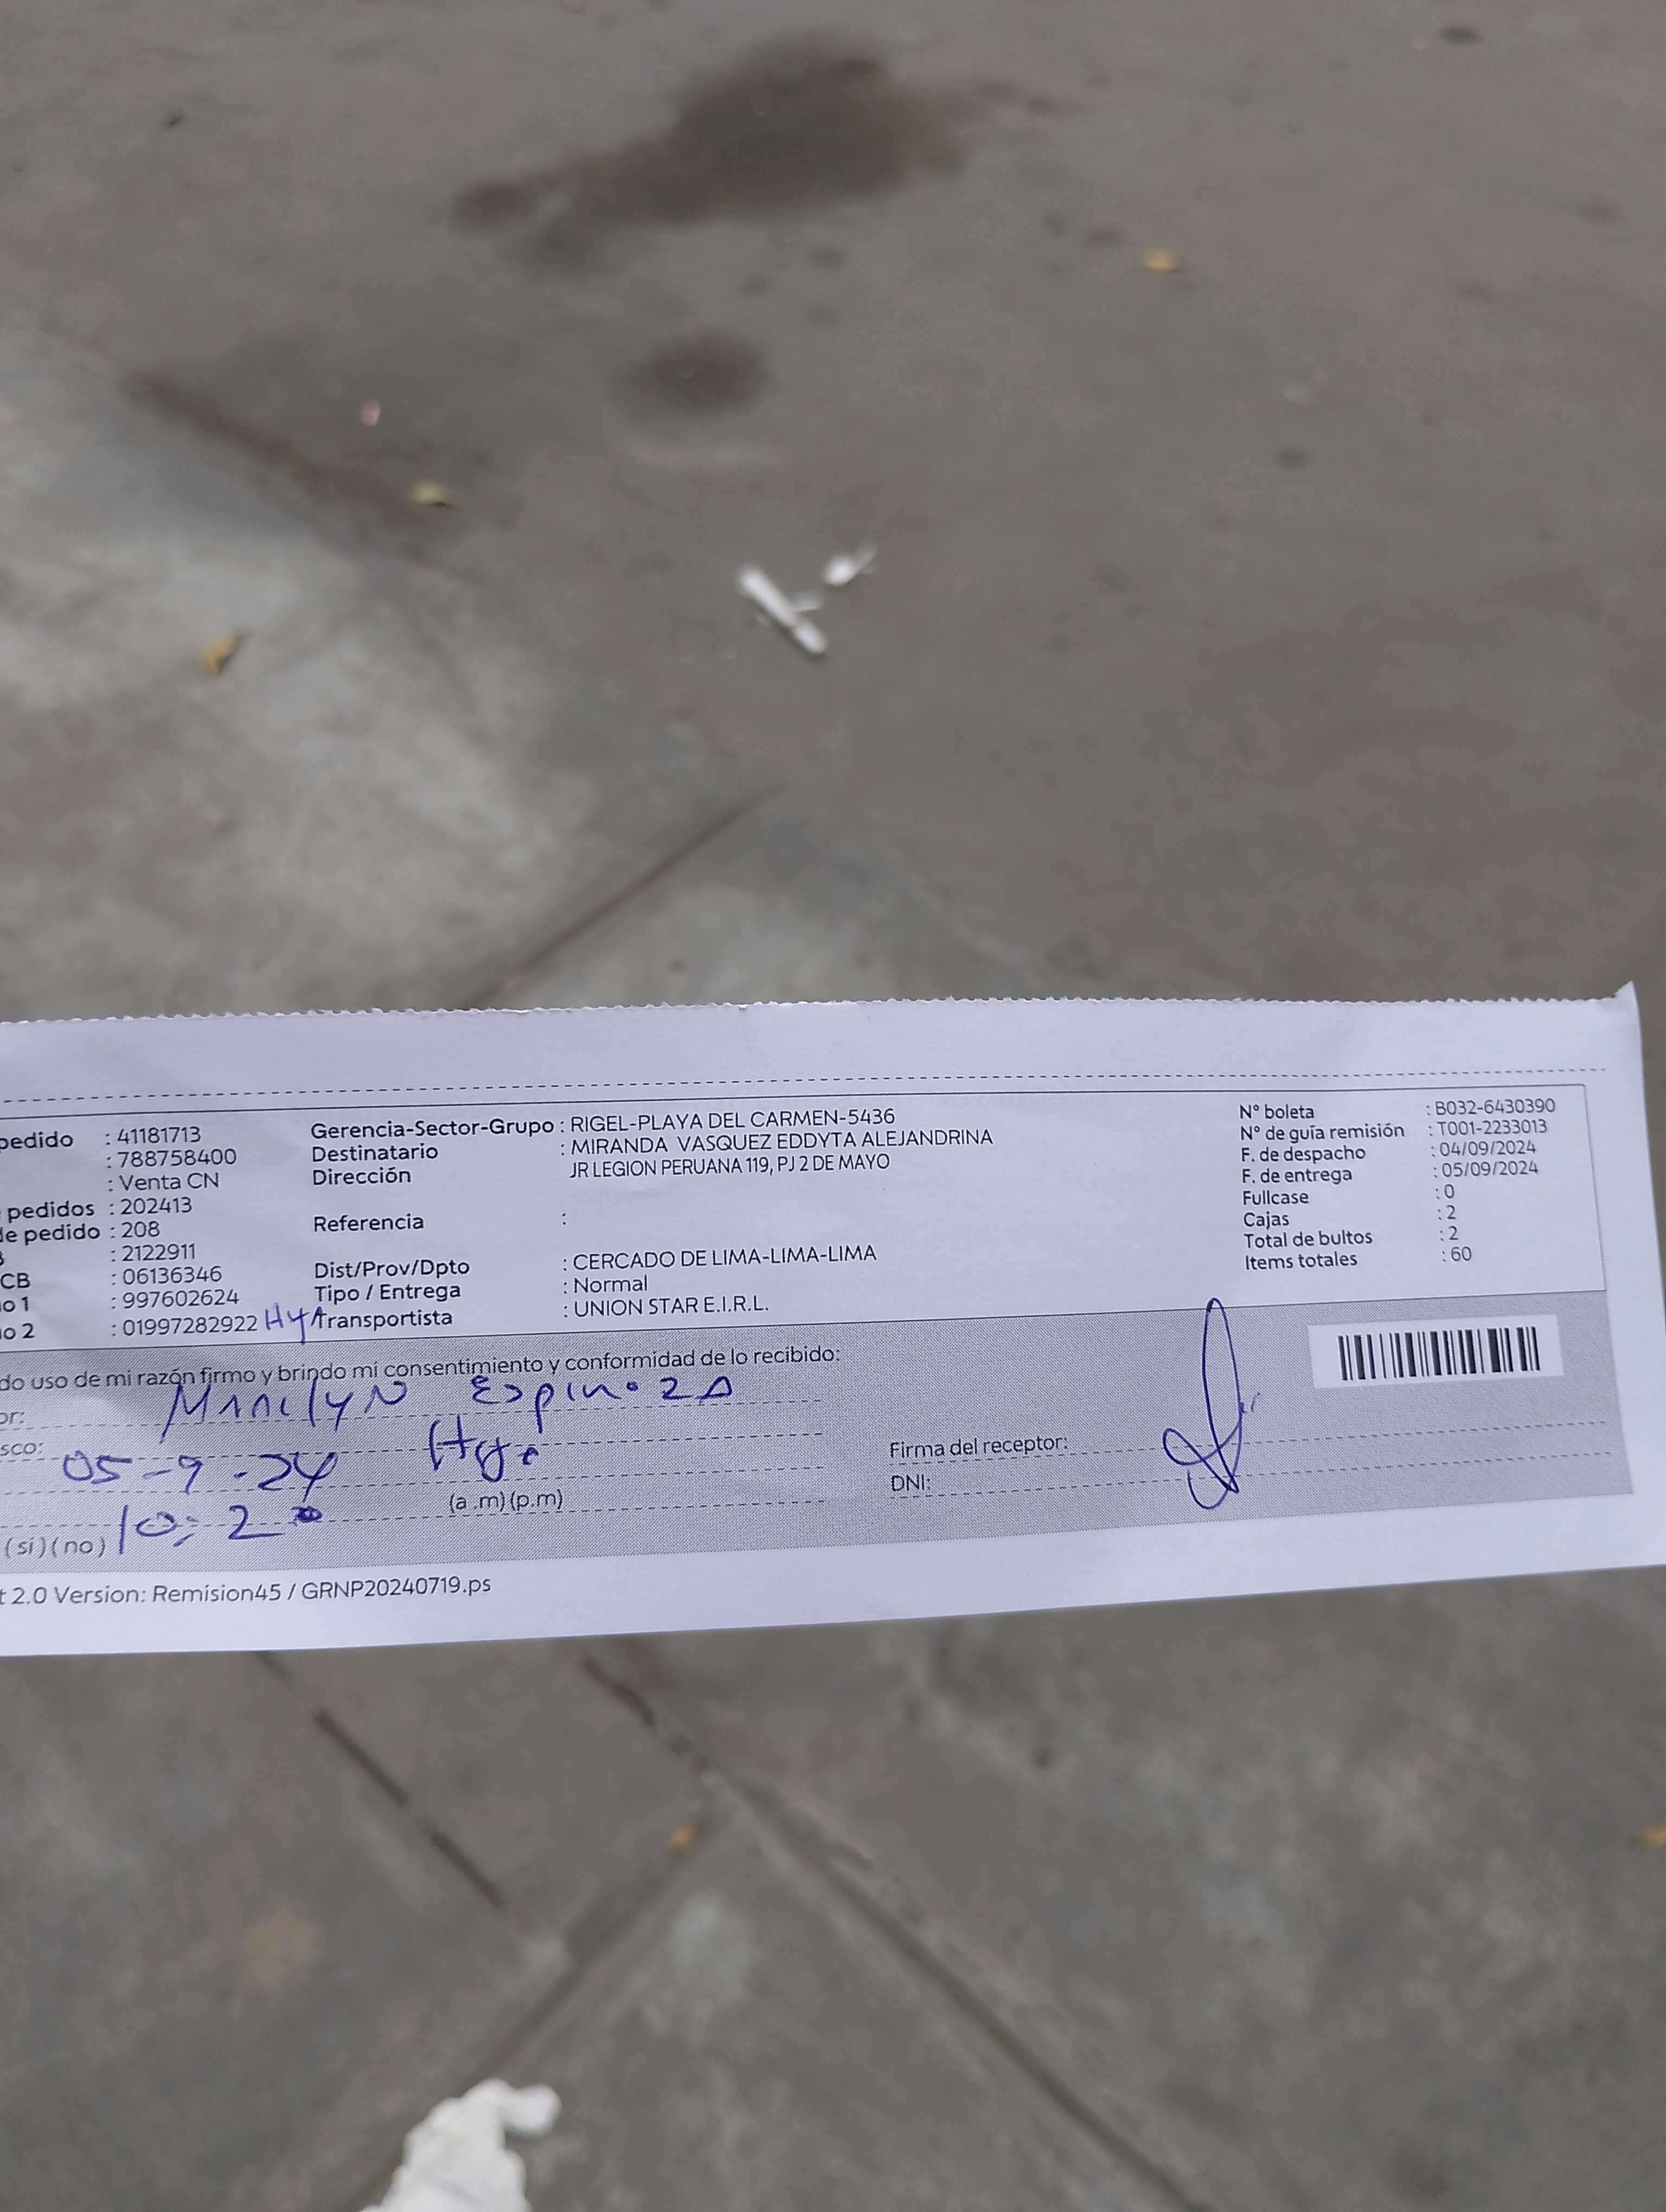 pedido : 41181713
: 788758400
: Venta CN
pedidos : 202413
de pedido : 208
: 2122911
CB : 06136346
o 1 : 997602624
o 2 : 01997282922 HYA
Gerencia-Sector-Grupo : RIGEL-PLAYA DEL CARMEN-5436
Destinatario : MIRANDA VASQUEZ EDDYTA ALEJANDRINA
Dirección JR LEGION PERUANA 119, PJ 2 DE MAYO
Referencia :
Dist/Prov/Dpto : CERCADO DE LIMA-LIMA-LIMA
Tipo / Entrega : Normal
Transportista : UNION STAR E.I.R.L.
N° boleta : B032-6430390
N° de guía remisión : T001-2233013
F. de despacho : 04/09/2024
F. de entrega : 05/09/2024
Fullcase : 0
Cajas : 2
Total de bultos : 2
Items totales : 60
do uso de mi razón firmo y brindo mi consentimiento y conformidad de lo recibido:
or: MARILYN ESPINOZA
sco: Hya
05-9-24
(a .m) (p.m)
(si) (no) 10:20
Firma del receptor:
DNI:
t 2.0 Version: Remision45 / GRNP20240719.ps